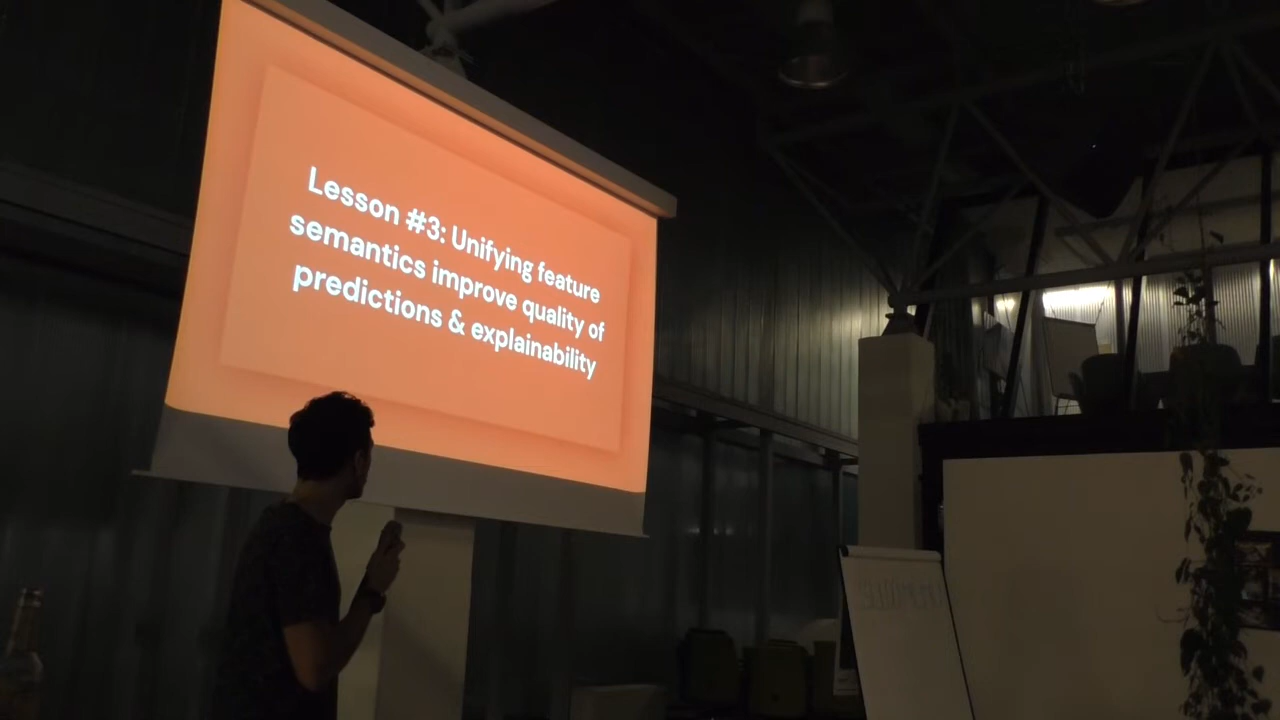 Lesson #3: Unifying feature
semantics improve quality of
predictions & explainability